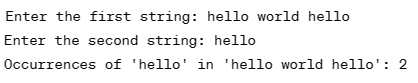 Enter the first string: hello world hello
Enter the second string: hello
Occurrences of 'hello' in 'hello world hello': 2